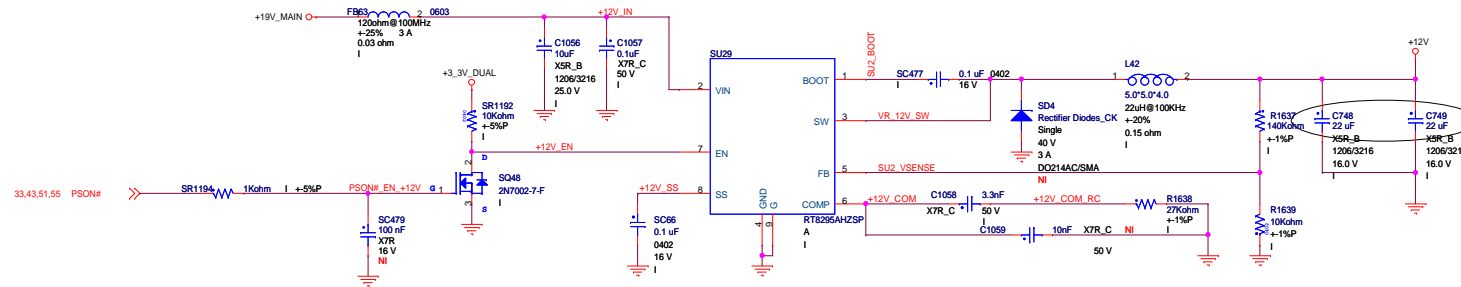 +19V_MAIN
FB63
0603
120ohm@100MHz
+-25%
3 A
0.03 ohm
I
+12V_IN
C1056
10uF
X5R_B
1206/3216
25.0 V
I
C1057
0.1uF
X7R_C
50 V
I
+3_3V_DUAL
SR1192
10Kohm
+-5%P
I
+12V_EN
2
D
SQ48
2N7002-7-F
I
G
1
3
S
33,43,51,55
PSON#
SR1194
1Kohm
I
+-5%P
PSON#_EN_+12V
SC479
100 nF
X7R
16 V
NI
+12V_SS
SC66
0.1 uF
0402
16 V
I
SU29
2
VIN
7
EN
8
SS
BOOT
1
SW
3
FB
5
COMP
6
GND
G
4
9
RT8295AHZSP
A
I
SU2_BOOT
SC477
I
0.1 uF
0402
16 V
VR_12V_SW
SD4
Rectifier Diodes_CK
Single
40 V
3 A
DO214AC/SMA
NI
L42
1
2
5.0*5.0*4.0
22uH@100KHz
+-20%
0.15 ohm
I
SU2_VSENSE
+12V_COM
C1058
3.3nF
X7R_C
50 V
I
+12V_COM_RC
R1638
27Kohm
+-1%P
I
C1059
10nF
X7R_C
NI
50 V
R1637
140Kohm
+-1%P
I
R1639
10Kohm
+-1%P
I
+12V
C748
22 uF
X5R_B
1206/3216
16.0 V
I
C749
22 uF
X5R_B
1206/321
16.0 V
I